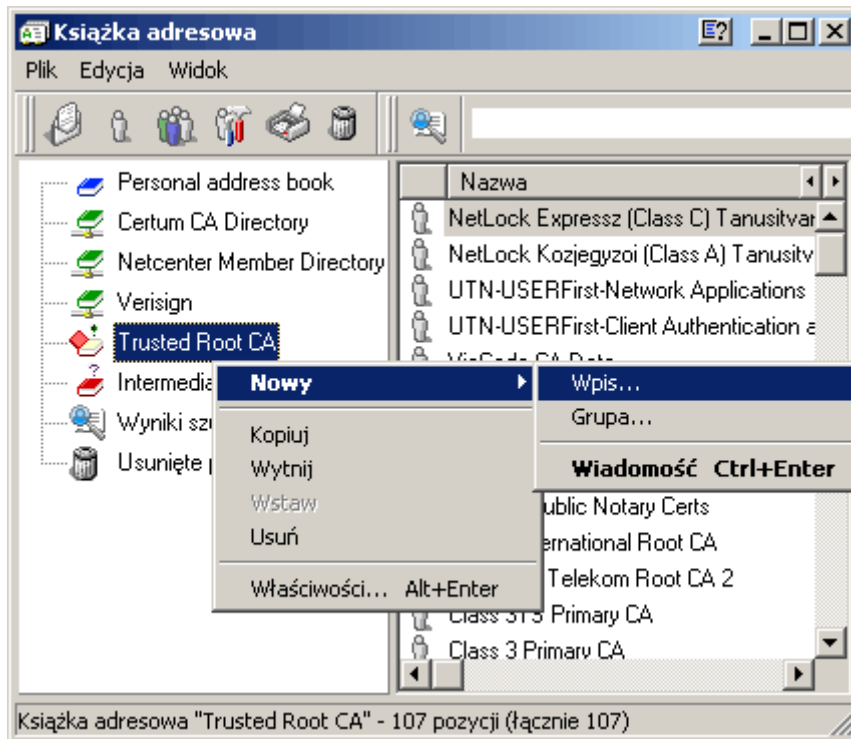 Książka adresowa
Plik Edycja Widok
Nazwa
Personal address book
Certum CA Directory
Netcenter Member Directory
Verisign
Trusted Root CA
Intermedia
Wyniki szu
Usunięte
NetLock Expressz (Class C) Tanusitvar
NetLock Kozjegyzoi (Class A) Tanusitv
UTN-USERFirst-Network Applications
UTN-USERFirst-Client Authentication a
Nowy
Kopiuj
Wytnij
Wstaw
Usuń
Właściwości... Alt+Enter
Wpis...
Grupa...
Wiadomość Ctrl+Enter
ublic Notary Certs
ernational Root CA
Telekom Root CA 2
Class 3TS Primary CA
Class 3 Primary CA
Książka adresowa "Trusted Root CA" - 107 pozycji (łącznie 107)